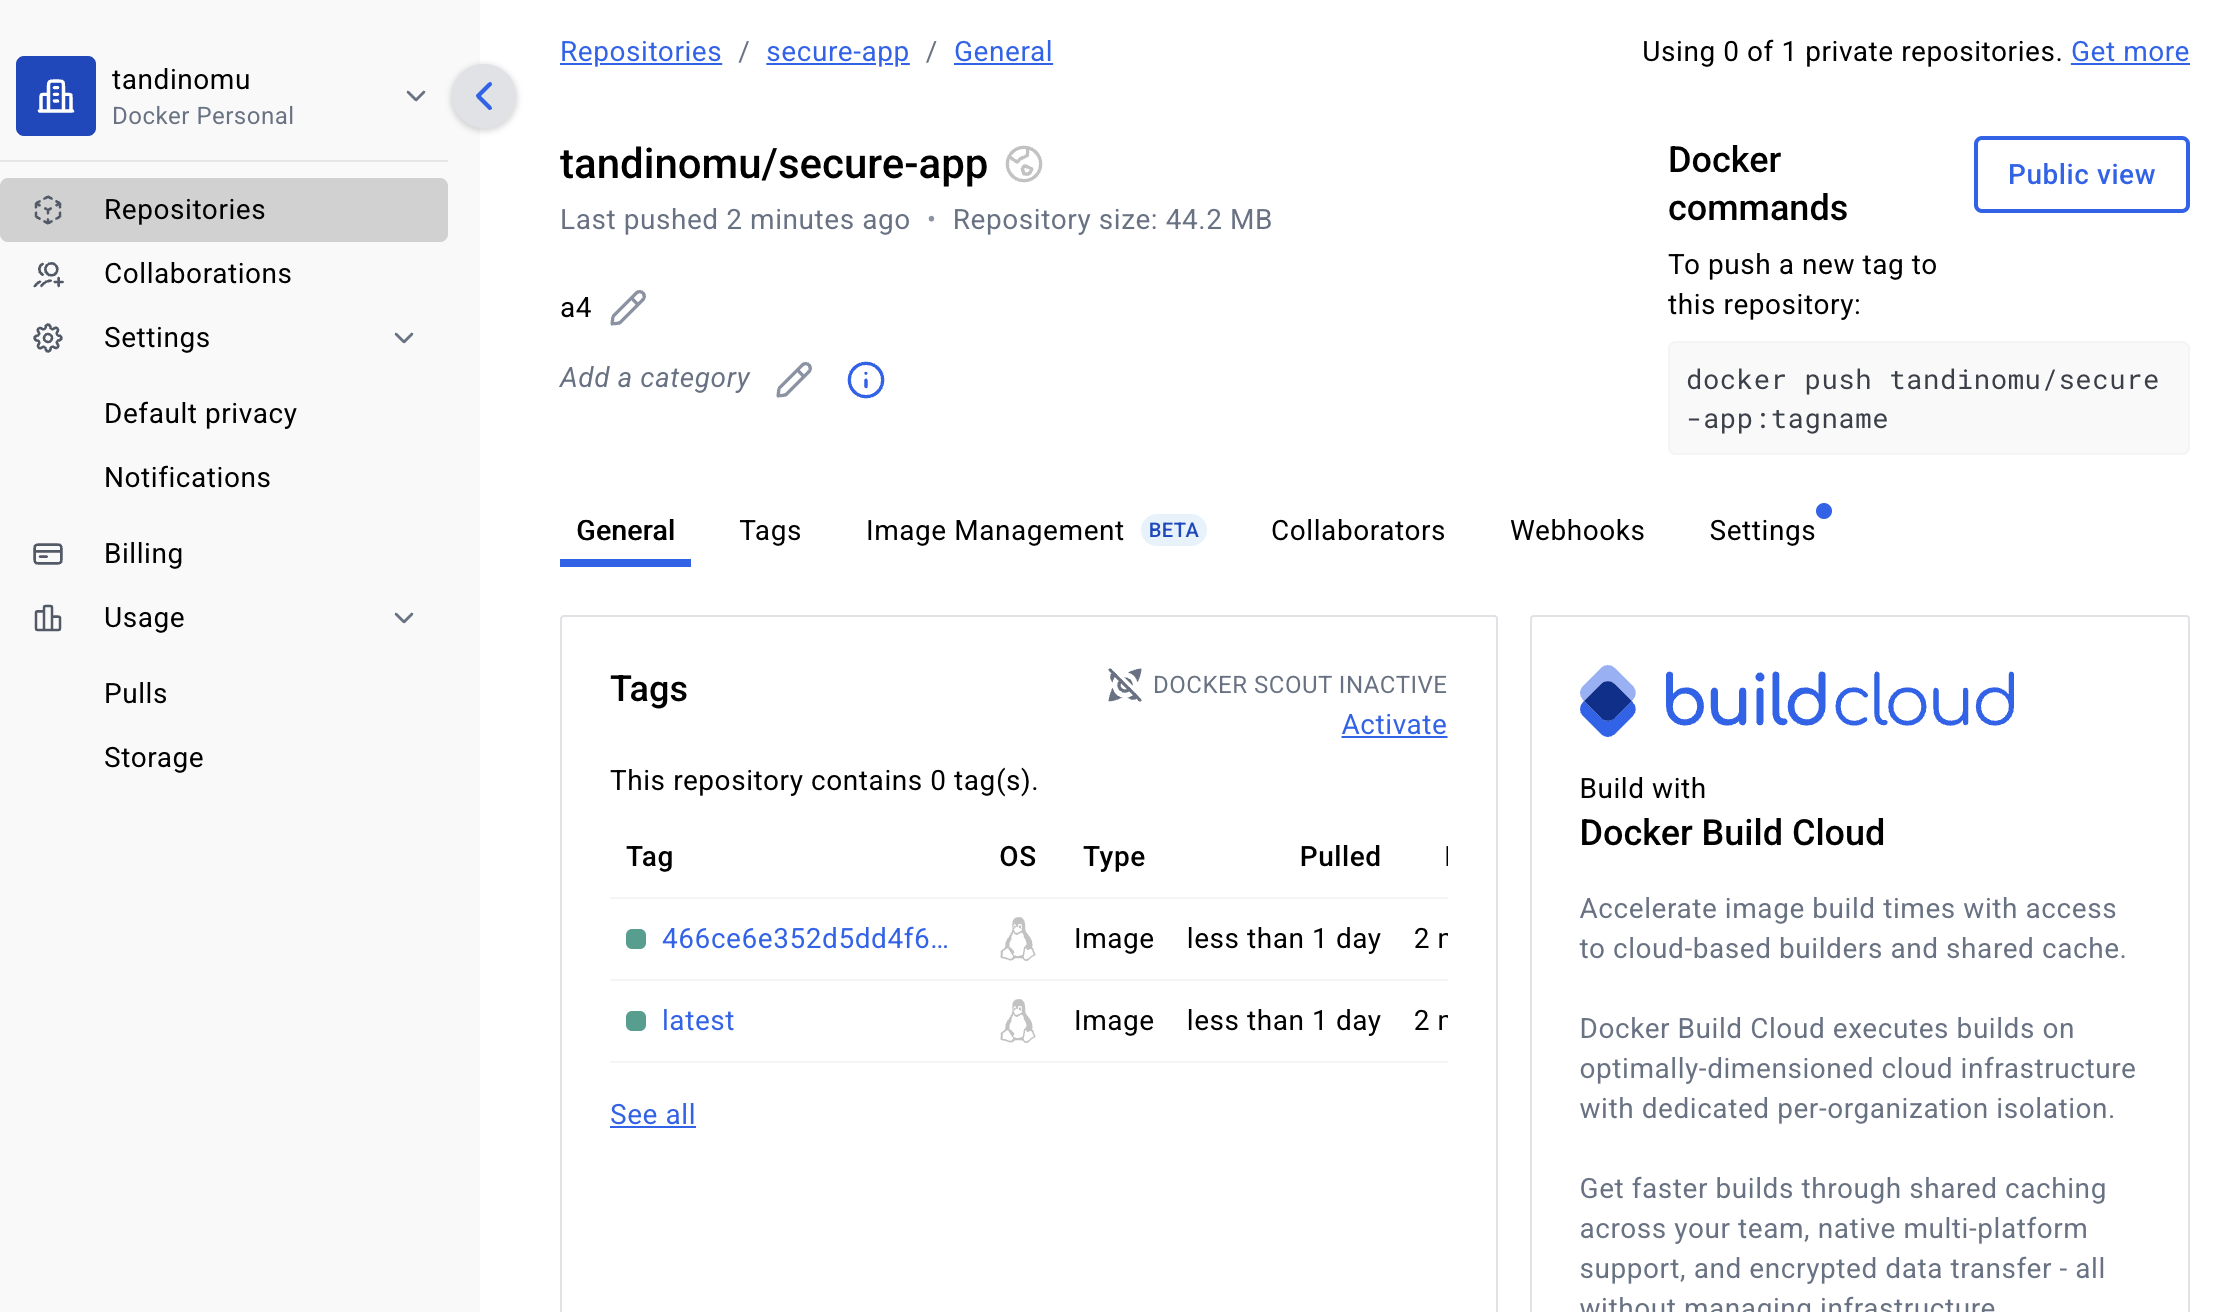 tandinomu
Docker Personal
Repositories
Collaborations
Settings
Default privacy
Notifications
Billing
Usage
Pulls
Storage
Repositories / secure-app / General
Using 0 of 1 private repositories. Get more
tandinomu/secure-app
Last pushed 2 minutes ago • Repository size: 44.2 MB
a4
Add a category
Docker
commands
Public view
To push a new tag to
this repository:
docker push tandinomu/secure
-app:tagname
General Tags Image Management BETA Collaborators Webhooks Settings
Tags
DOCKER SCOUT INACTIVE
Activate
This repository contains 0 tag(s).
Tag OS Type Pulled
466ce6e352d5dd4f6... Image less than 1 day 2
latest Image less than 1 day 2
See all
buildcloud
Build with
Docker Build Cloud
Accelerate image build times with access
to cloud-based builders and shared cache.
Docker Build Cloud executes builds on
optimally-dimensioned cloud infrastructure
with dedicated per-organization isolation.
Get faster builds through shared caching
across your team, native multi-platform
support, and encrypted data transfer - all
without managing infrastructure.